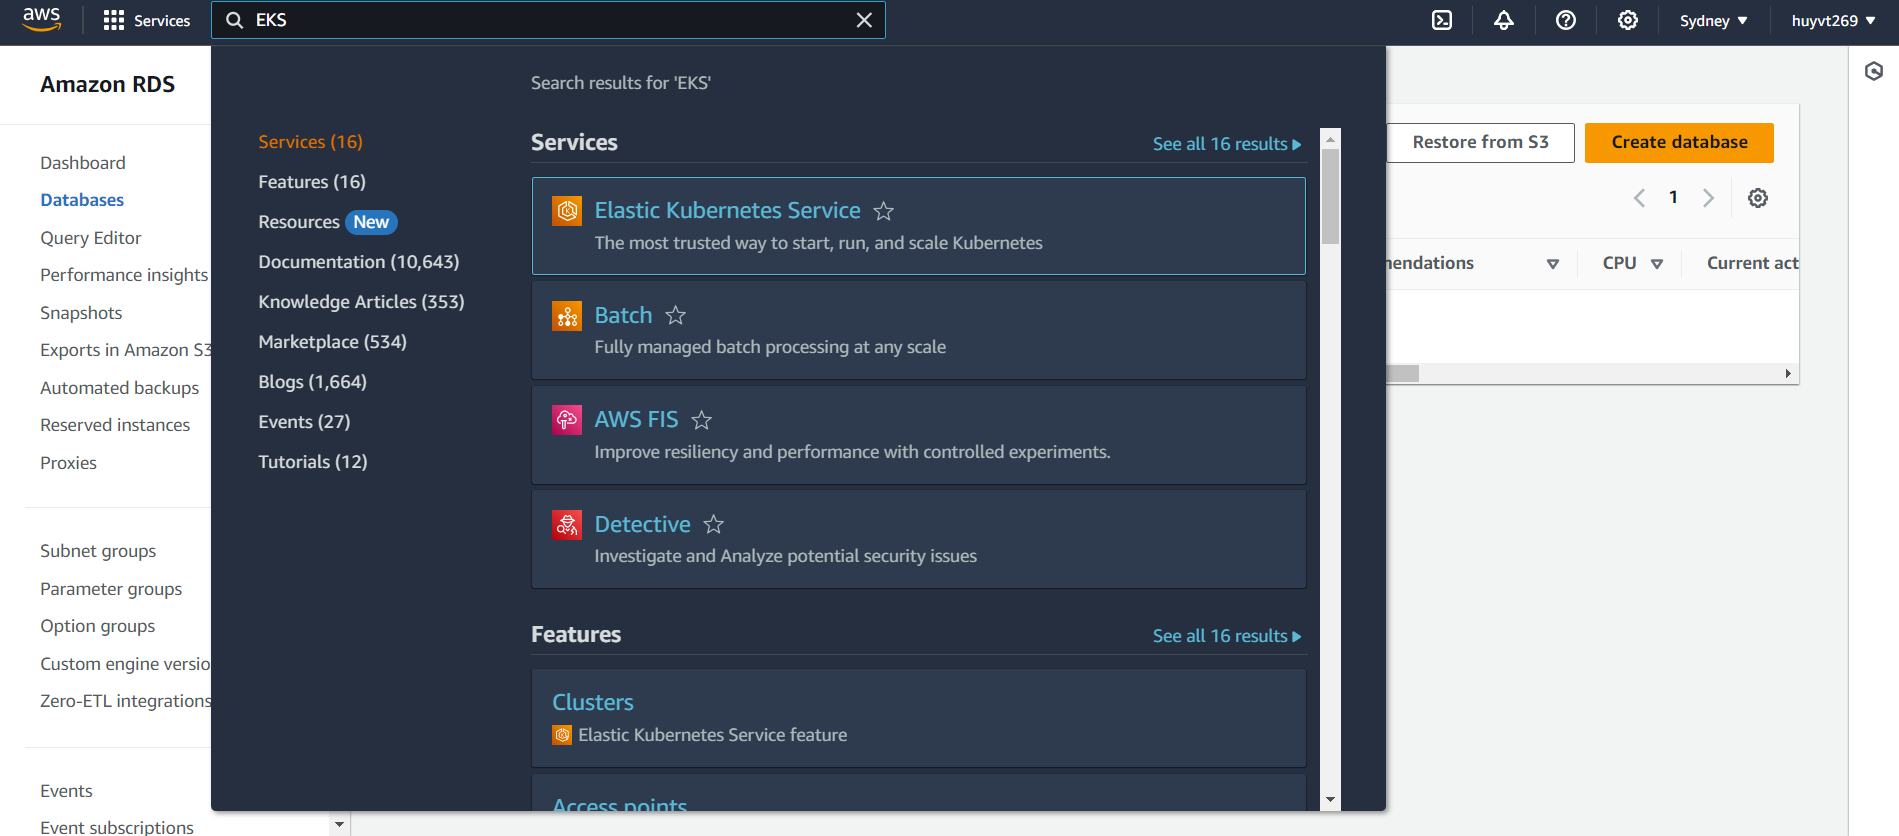 aws
Services
EKS
Sydney
huyvt269
Amazon RDS
Dashboard
Databases
Query Editor
Performance insights
Snapshots
Exports in Amazon S3
Automated backups
Reserved instances
Proxies
Subnet groups
Parameter groups
Option groups
Custom engine versio
Zero-ETL integrations
Events
Event subscriptions
Search results for 'EKS'
Services (16)
Features (16)
Resources New
Documentation (10,643)
Knowledge Articles (353)
Marketplace (534)
Blogs (1,664)
Events (27)
Tutorials (12)
Services
See all 16 results
Elastic Kubernetes Service
The most trusted way to start, run, and scale Kubernetes
Batch
Fully managed batch processing at any scale
AWS FIS
Improve resiliency and performance with controlled experiments.
Detective
Investigate and Analyze potential security issues
Features
See all 16 results
Clusters
Elastic Kubernetes Service feature
Access points
Restore from S3
Create database
1
nendations
CPU
Current act